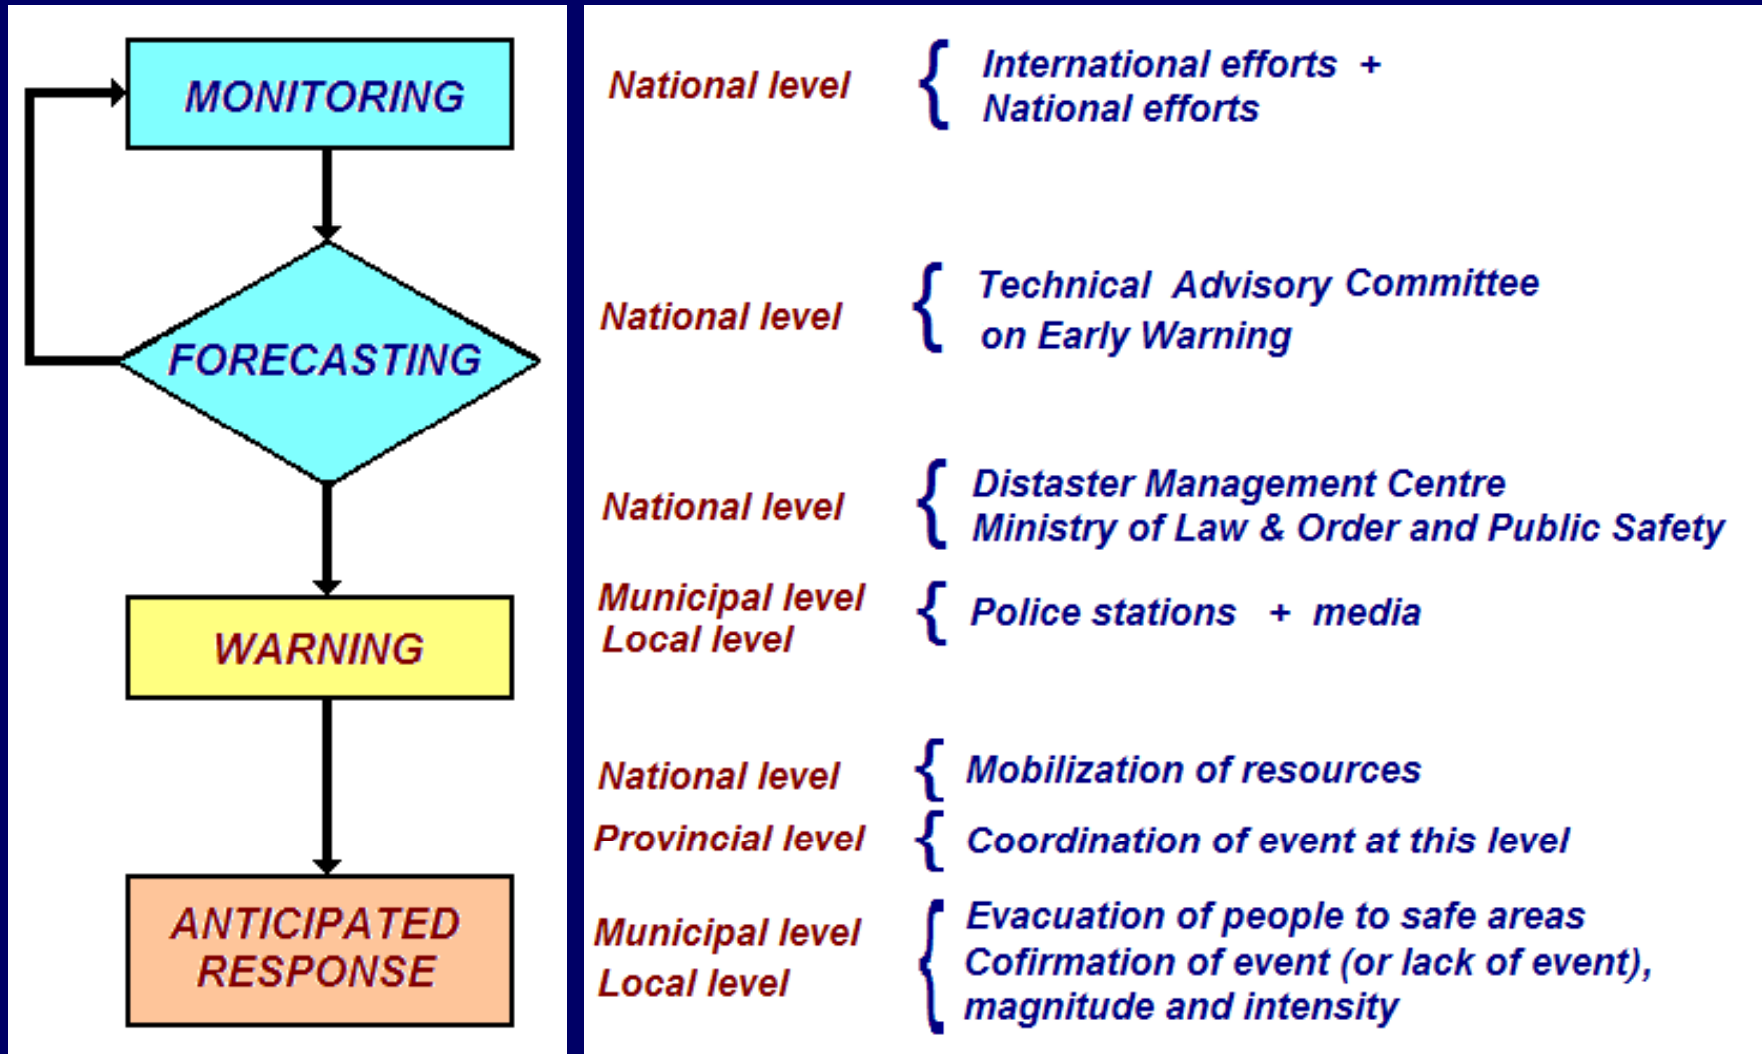 MONITORING
FORECASTING
WARNING
ANTICIPATED
RESPONSE
National level { International efforts +
National efforts
National level { Technical Advisory Committee
on Early Warning
National level { Distaster Management Centre
Ministry of Law & Order and Public Safety
Municipal level
Local level { Police stations + media
National level { Mobilization of resources
Provincial level { Coordination of event at this level
Municipal level
Local level { Evacuation of people to safe areas
Cofirmation of event (or lack of event),
magnitude and intensity